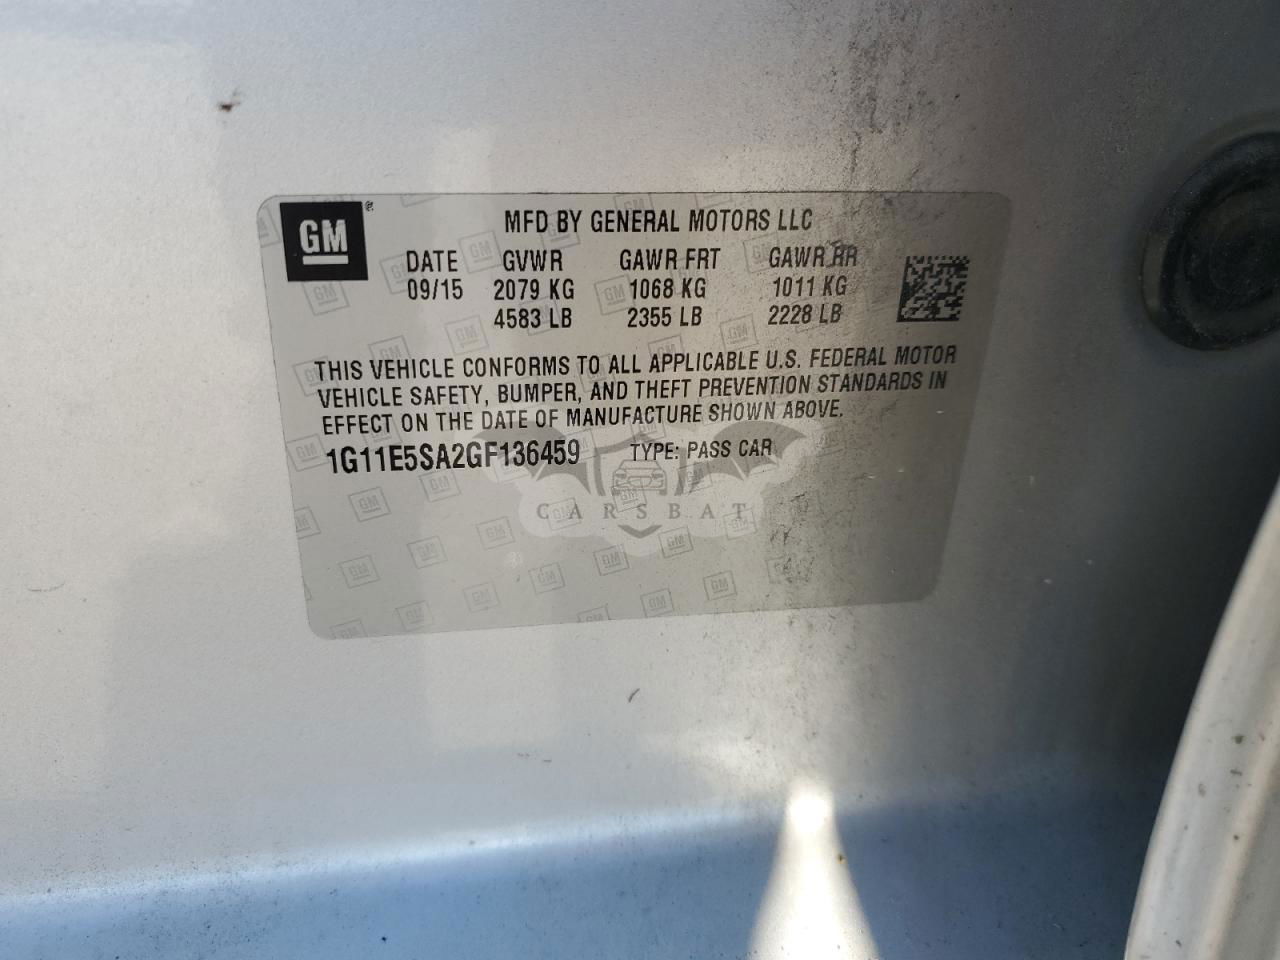 GM
MFD BY GENERAL MOTORS LLC
DATE GVWR GAWR FRT GAWR RR
09/15 2079 KG 1068 KG 1011 KG
4583 LB 2355 LB 2228 LB
THIS VEHICLE CONFORMS TO ALL APPLICABLE U.S. FEDERAL MOTOR
VEHICLE SAFETY, BUMPER, AND THEFT PREVENTION STANDARDS IN
EFFECT ON THE DATE OF MANUFACTURE SHOWN ABOVE.
1G11E5SA2GF136459 TYPE: PASS CAR
CARSBAT